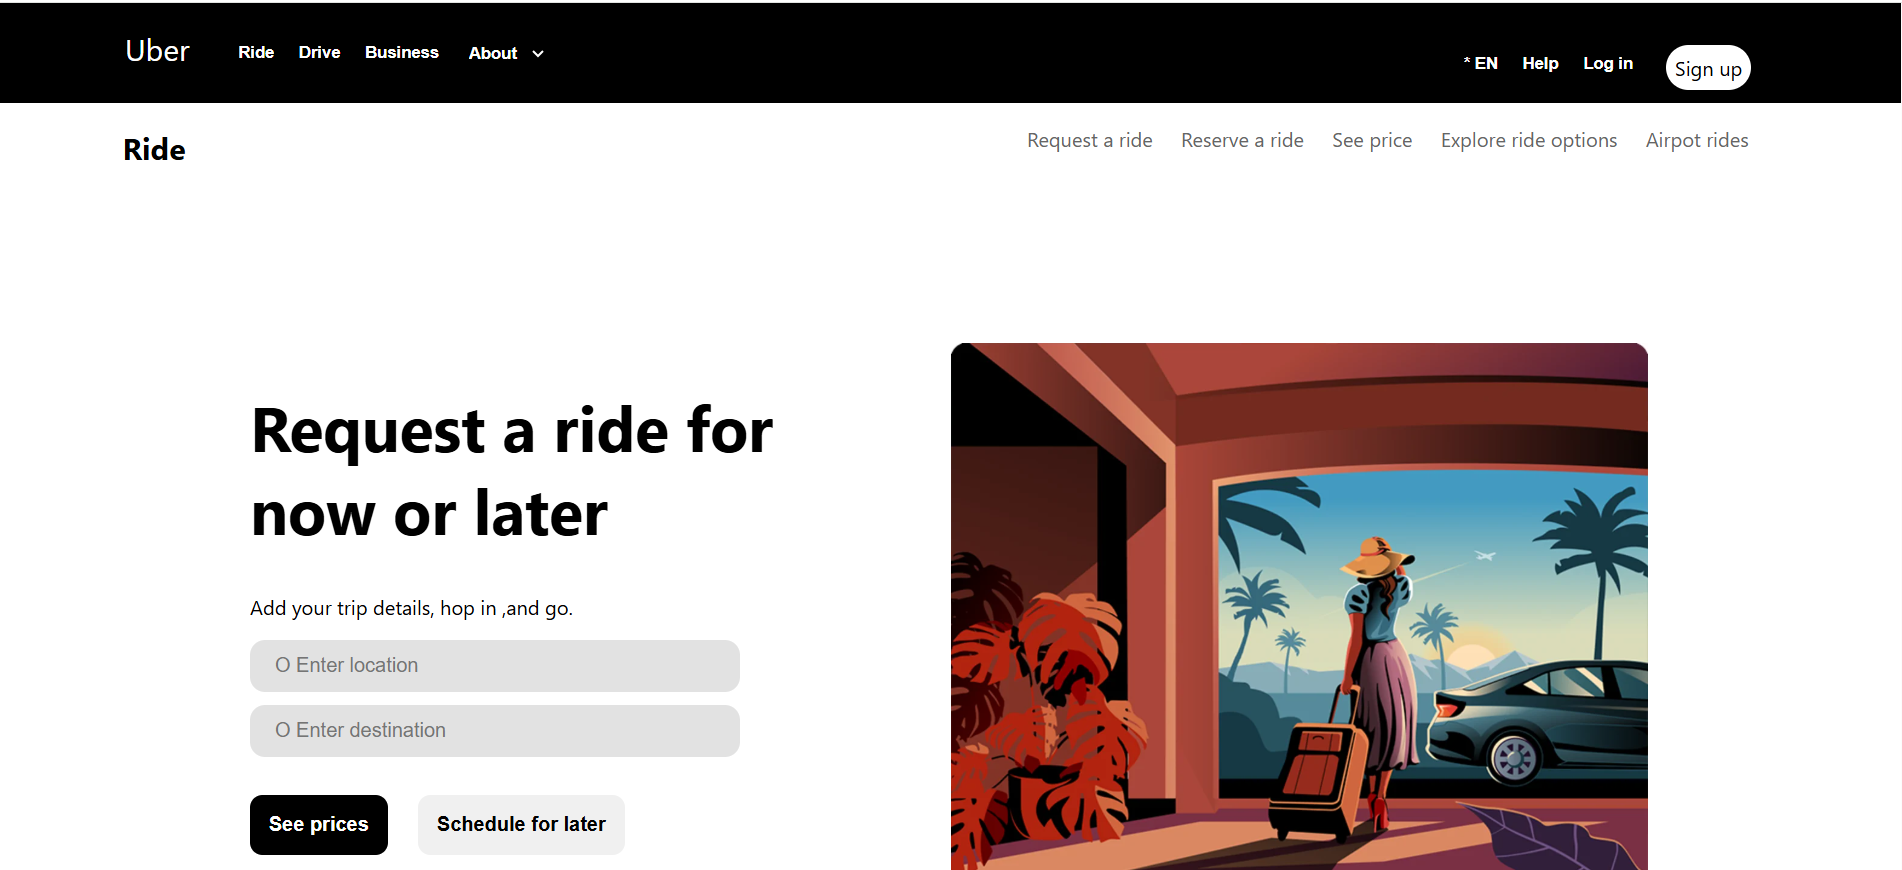 Uber Ride Drive Business About * EN Help Log in Sign up
Ride Request a ride Reserve a ride See price Explore ride options Airpot rides
Request a ride for
now or later
Add your trip details, hop in ,and go.
O Enter location
O Enter destination
See prices Schedule for later